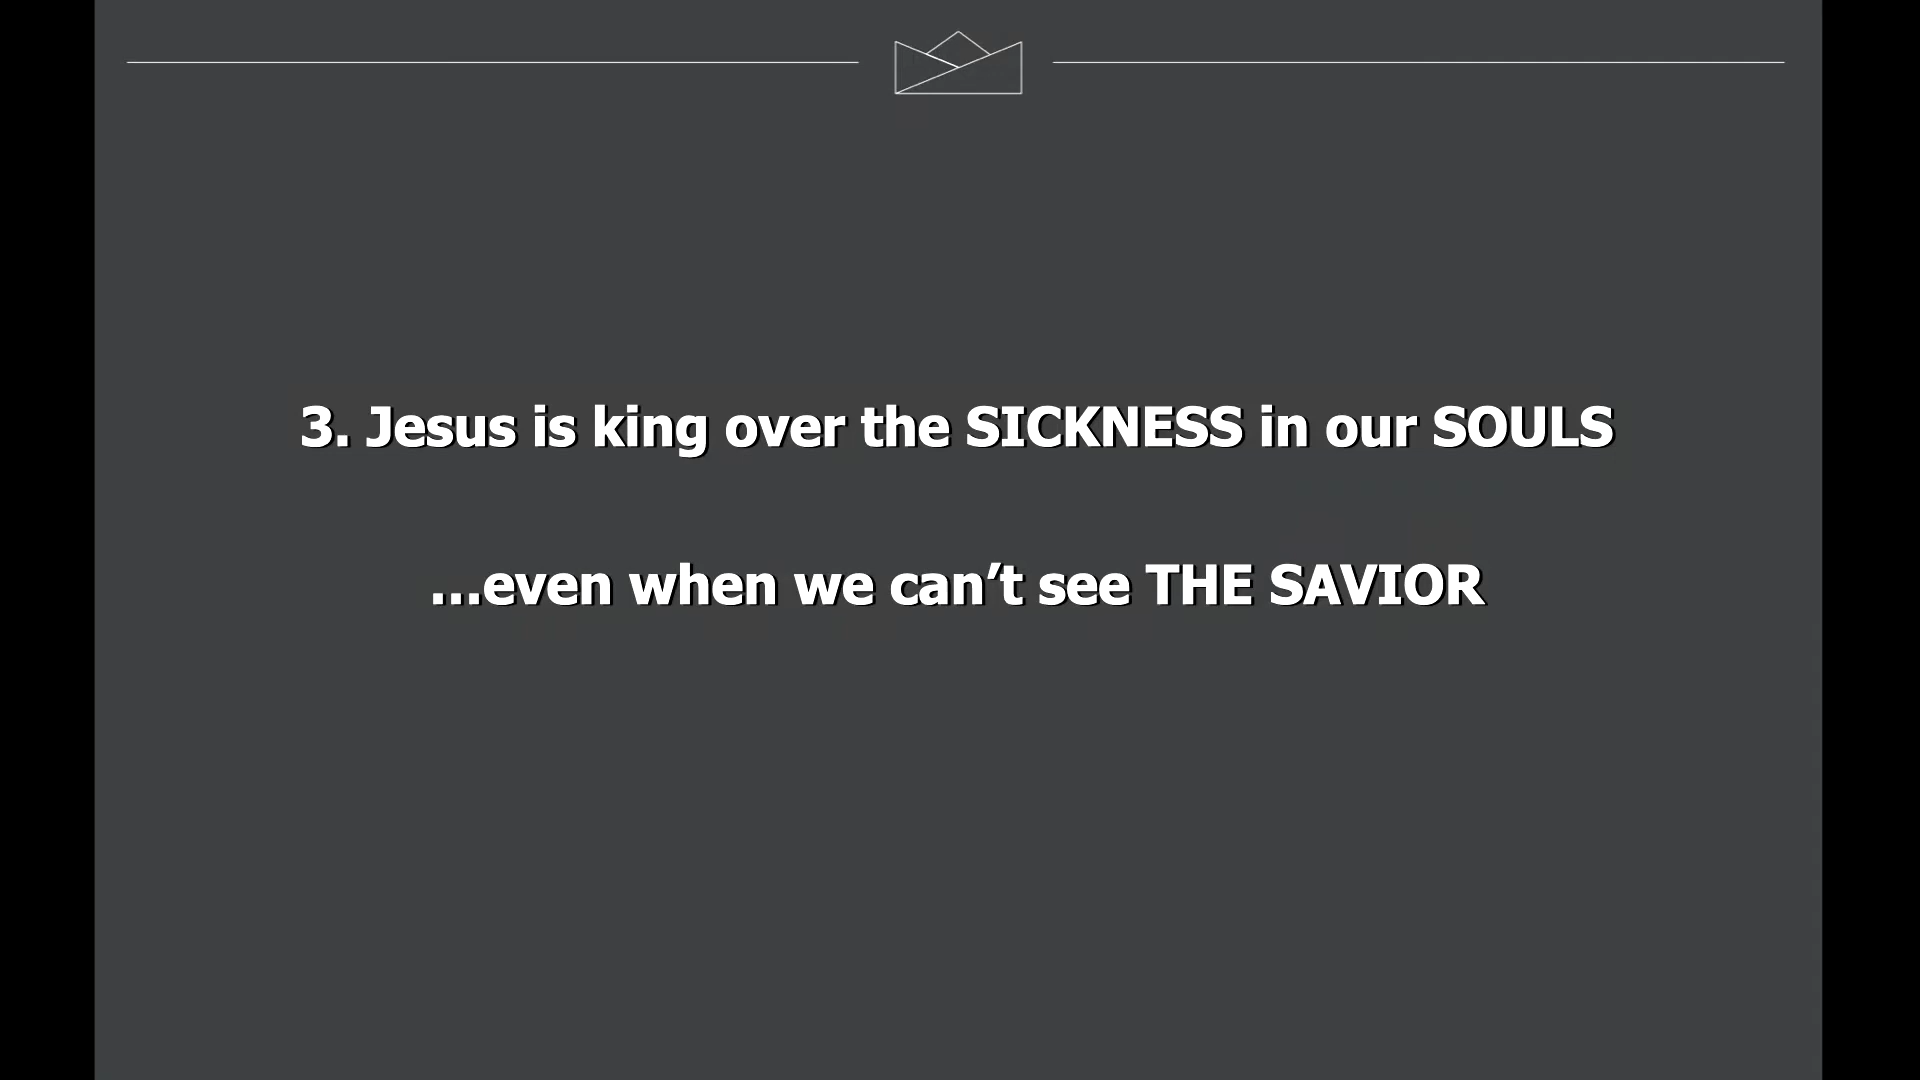 3. Jesus is king over the SICKNESS in our SOULS
...even when we can’t see THE SAVIOR